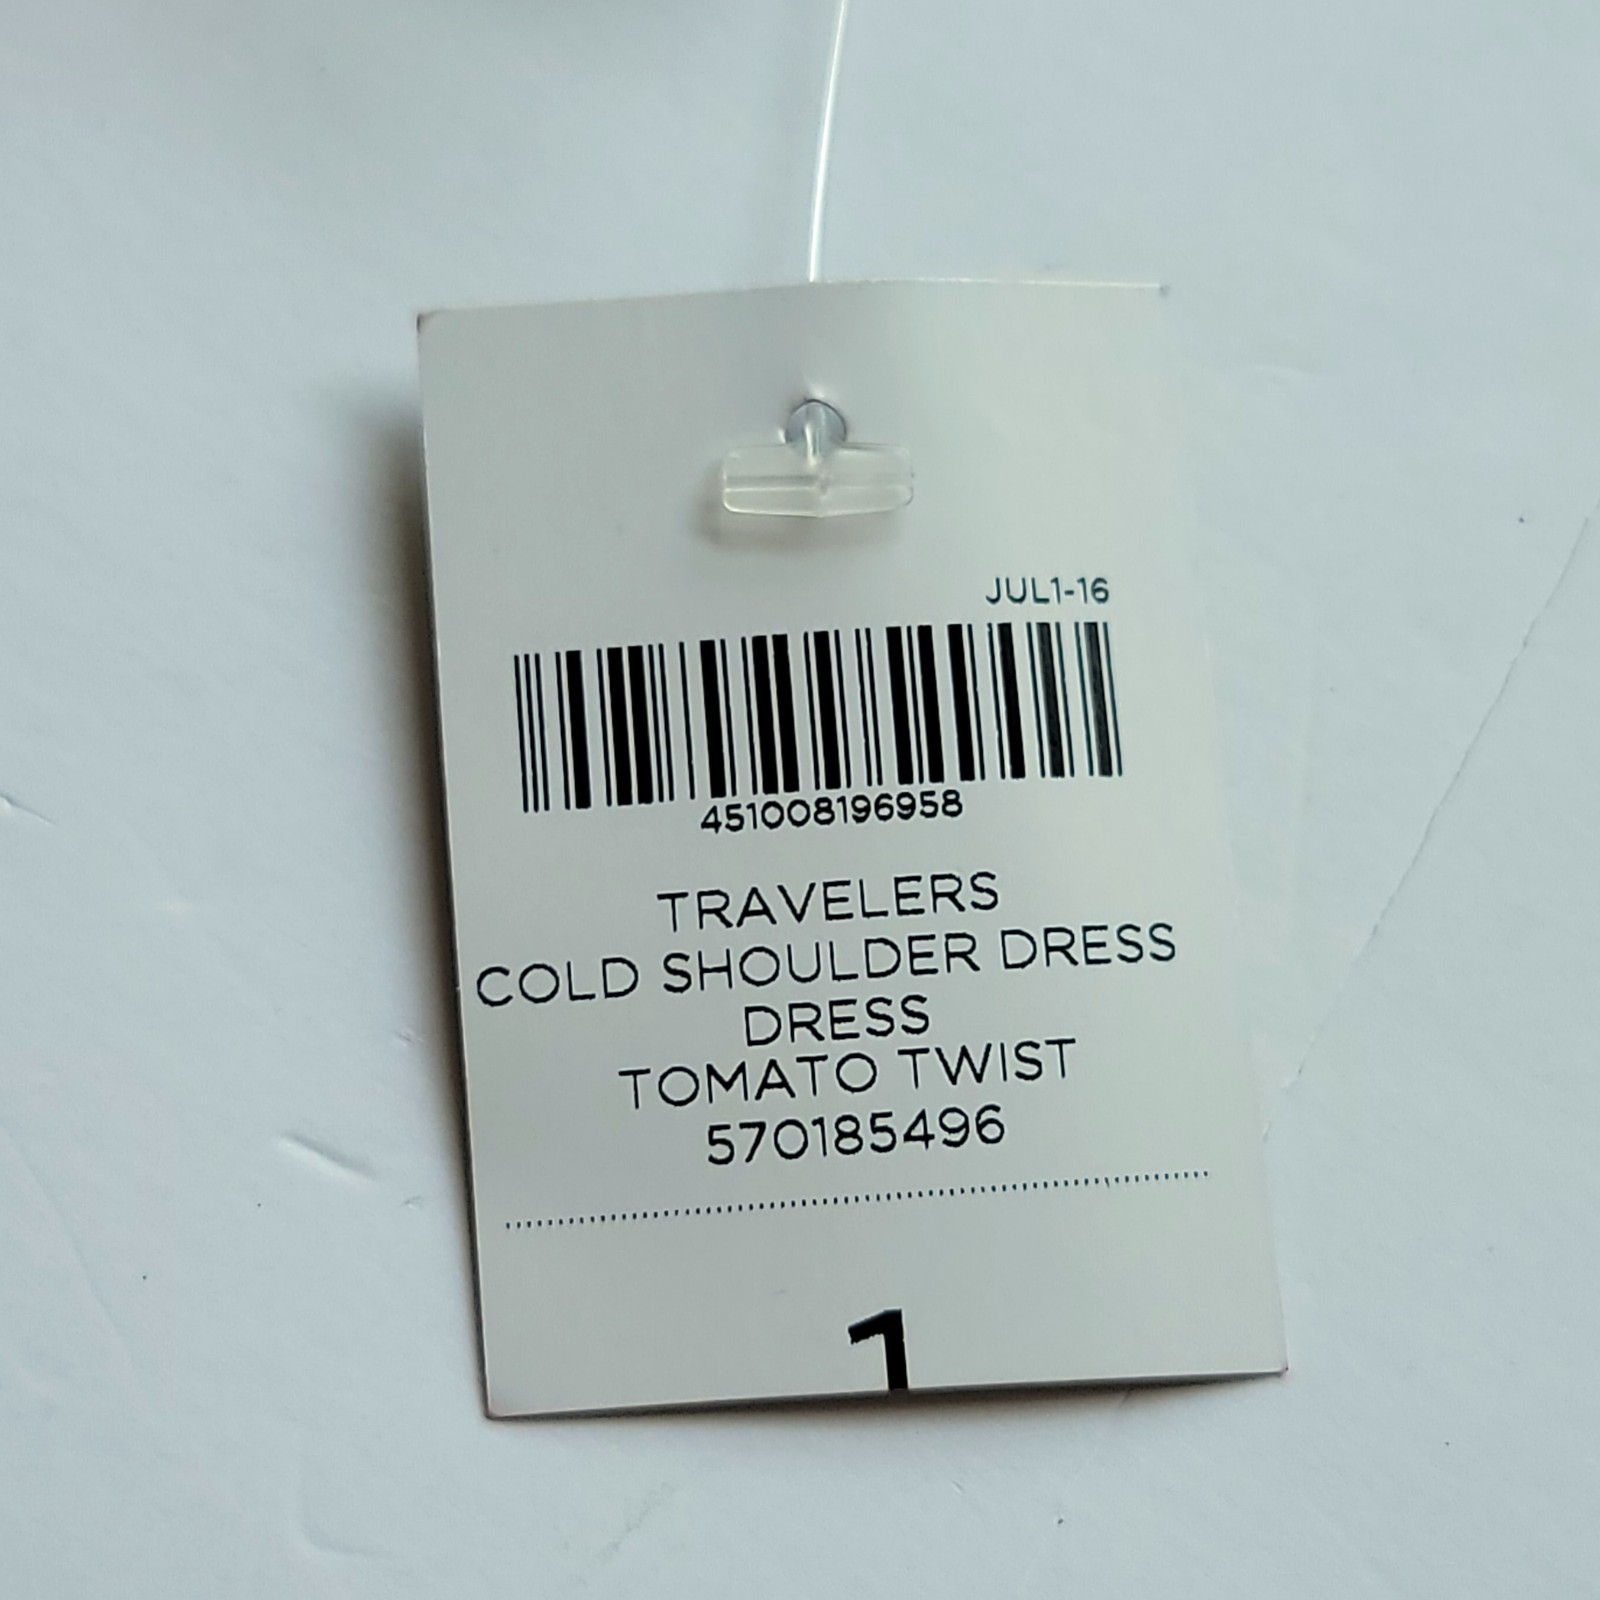 JUL1-16
451008196958
TRAVELERS
COLD SHOULDER DRESS
DRESS
TOMATO TWIST
570185496
1